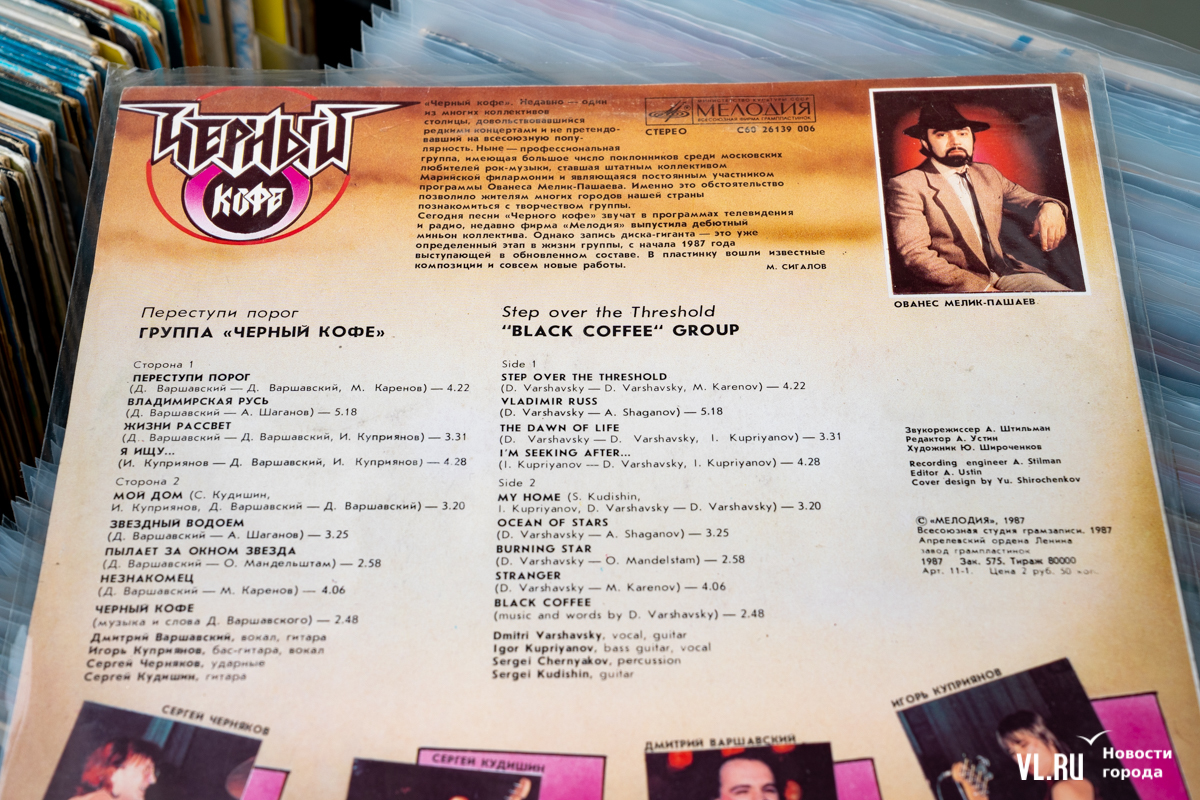 ЧЕРНЫЙ
КОФЕ
«Черный кофе». Недавно — один
из многих коллективов
столицы, довольствовавшийся
редкими концертами и не претендо-
вавший на всесоюзную попу-
лярность. Ныне — профессиональная
группа, имеющая большое число поклонников среди московских
любителей рок-музыки, ставшая штатным коллективом
Марийской филармонии и являющаяся постоянным участником
программы Ованеса Мелик-Пашаева. Именно это обстоятельство
позволило жителям многих городов нашей страны
познакомиться с творчеством группы.
Сегодня песни «Черного кофе» звучат в программах телевидения
и радио, недавно фирма «Мелодия» выпустила дебютный
миньон коллектива. Однако запись диска-гиганта — это уже
определенный этап в жизни группы, с начала 1987 года
выступающей в обновленном составе. В пластинку вошли известные
композиции и совсем новые работы.
М. СИГАЛОВ
МИНИСТЕРСТВО КУЛЬТУРЫ СССР
МЕЛОДИЯ
ВСЕСОЮЗНАЯ ФИРМА ГРАМПЛАСТИНОК
СТЕРЕО
С60 26139 006
ОВАНЕС МЕЛИК-ПАШАЕВ
Переступи порог
ГРУППА «ЧЕРНЫЙ КОФЕ»
Сторона 1
ПЕРЕСТУПИ ПОРОГ
(Д. Варшавский — Д. Варшавский, М. Каренов) — 4.22
ВЛАДИМИРСКАЯ РУСЬ
(Д. Варшавский — А. Шаганов) — 5.18
ЖИЗНИ РАССВЕТ
(Д. Варшавский — Д. Варшавский, И. Куприянов) — 3.31
Я ИЩУ...
(И. Куприянов — Д. Варшавский, И. Куприянов) — 4.28
Сторона 2
МОЙ ДОМ (С. Кудишин,
И. Куприянов, Д. Варшавский — Д. Варшавский) — 3.20
ЗВЕЗДНЫЙ ВОДОЕМ
(Д. Варшавский — А. Шаганов) — 3.25
ПЫЛАЕТ ЗА ОКНОМ ЗВЕЗДА
(Д. Варшавский — О. Мандельштам) — 2.58
НЕЗНАКОМЕЦ
(Д. Варшавский — М. Каренов) — 4.06
ЧЕРНЫЙ КОФЕ
(музыка и слова Д. Варшавского) — 2.48
Дмитрий Варшавский, вокал, гитара
Игорь Куприянов, бас-гитара, вокал
Сергей Черняков, ударные
Сергей Кудишин, гитара
Step over the Threshold
"BLACK COFFEE" GROUP
Side 1
STEP OVER THE THRESHOLD
(D. Varshavsky — D. Varshavsky, M. Karenov) — 4.22
VLADIMIR RUSS
(D. Varshavsky — A. Shaganov) — 5.18
THE DAWN OF LIFE
(D. Varshavsky — D. Varshavsky, I. Kupriyanov) — 3.31
I'M SEEKING AFTER...
(I. Kupriyanov — D. Varshavsky, I. Kupriyanov) — 4.28
Side 2
MY HOME (S. Kudishin,
I. Kupriyanov, D. Varshavsky — D. Varshavsky) — 3.20
OCEAN OF STARS
(D. Varshavsky — A. Shaganov) — 3.25
BURNING STAR
(D. Varshavsky — O. Mandelstam) — 2.58
STRANGER
(D. Varshavsky — M. Karenov) — 4.06
BLACK COFFEE
(music and words by D. Varshavsky) — 2.48
Dmitri Varshavsky, vocal, guitar
Igor Kupriyanov, bass guitar, vocal
Sergei Chernyakov, percussion
Sergei Kudishin, guitar
Звукорежиссер А. Штильман
Редактор А. Устин
Художник Ю. Широченков
Recording engineer A. Stilman
Editor A. Ustin
Cover design by Yu. Shirochenkov
© «МЕЛОДИЯ», 1987
Всесоюзная студия грамзаписи, 1987
Апрелевский ордена Ленина
завод грампластинок
1987 Зак. 575. Тираж 80000
Арт. 11-1. Цена 2 руб. 50 коп.
СЕРГЕЙ ЧЕРНЯКОВ
СЕРГЕЙ КУДИШИН
ДМИТРИЙ ВАРШАВСКИЙ
ИГОРЬ КУПРИЯНОВ
VL.RU
Новости
города